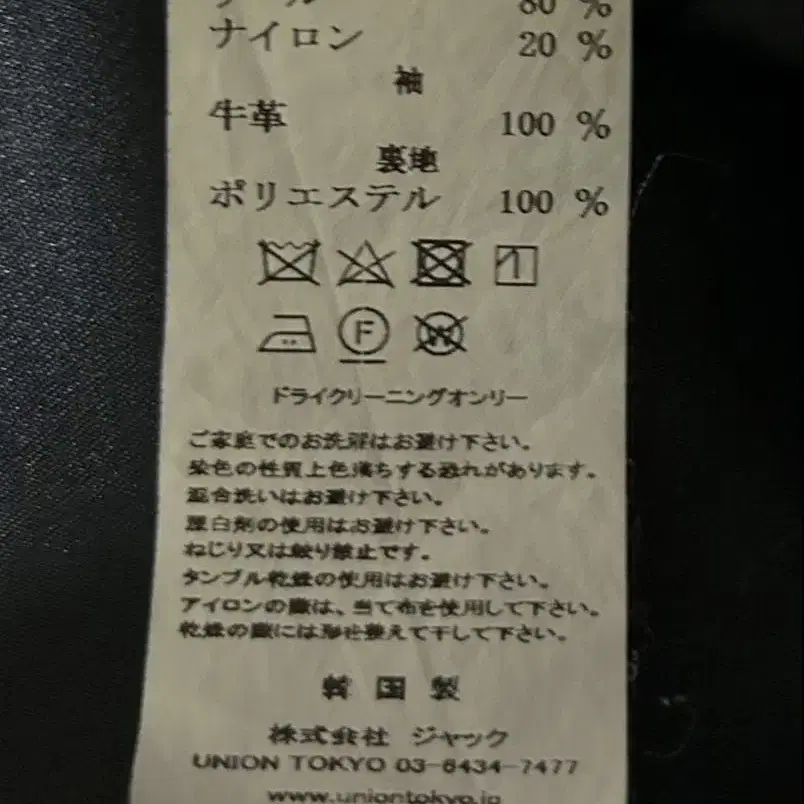 ウール 80 %
ナイロン 20 %
袖
牛革 100 %
裏地
ポリエステル 100 %
F
W
ドライクリーニングオンリー
ご家庭でのお洗濯はお避け下さい。
染色の性質上色落ちする恐れがあります。
混合洗いはお避け下さい。
漂白剤の使用はお避け下さい。
ねじり又は絞り禁止です。
タンブル乾燥の使用はお避け下さい。
アイロンの際は、当て布を使用して下さい。
乾燥の際には形を整えて干して下さい。
韓国製
株式会社 ジャック
UNION TOKYO 03-6434-7477
www.uniontokyo.jp